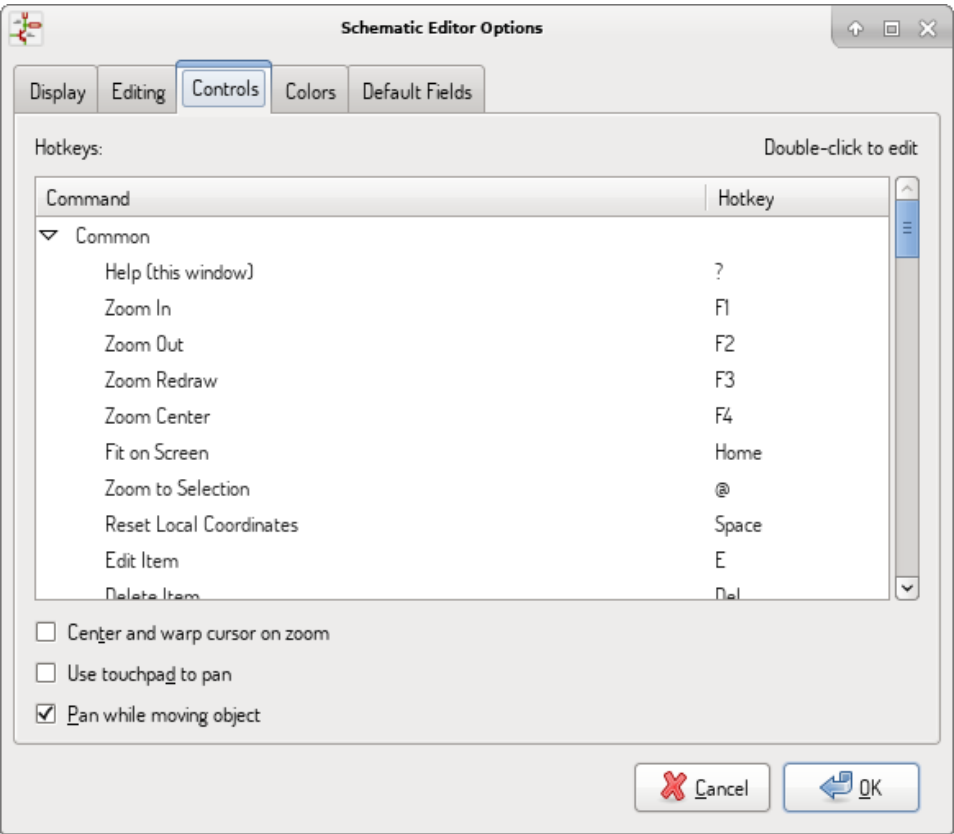 Schematic Editor Options
Display Editing Controls Colors Default Fields
Hotkeys: Double-click to edit
Command Hotkey
Common
Help (this window) ?
Zoom In F1
Zoom Out F2
Zoom Redraw F3
Zoom Center F4
Fit on Screen Home
Zoom to Selection @
Reset Local Coordinates Space
Edit Item E
Delete Item Del
Center and warp cursor on zoom
Use touchpad to pan
Pan while moving object
Cancel OK